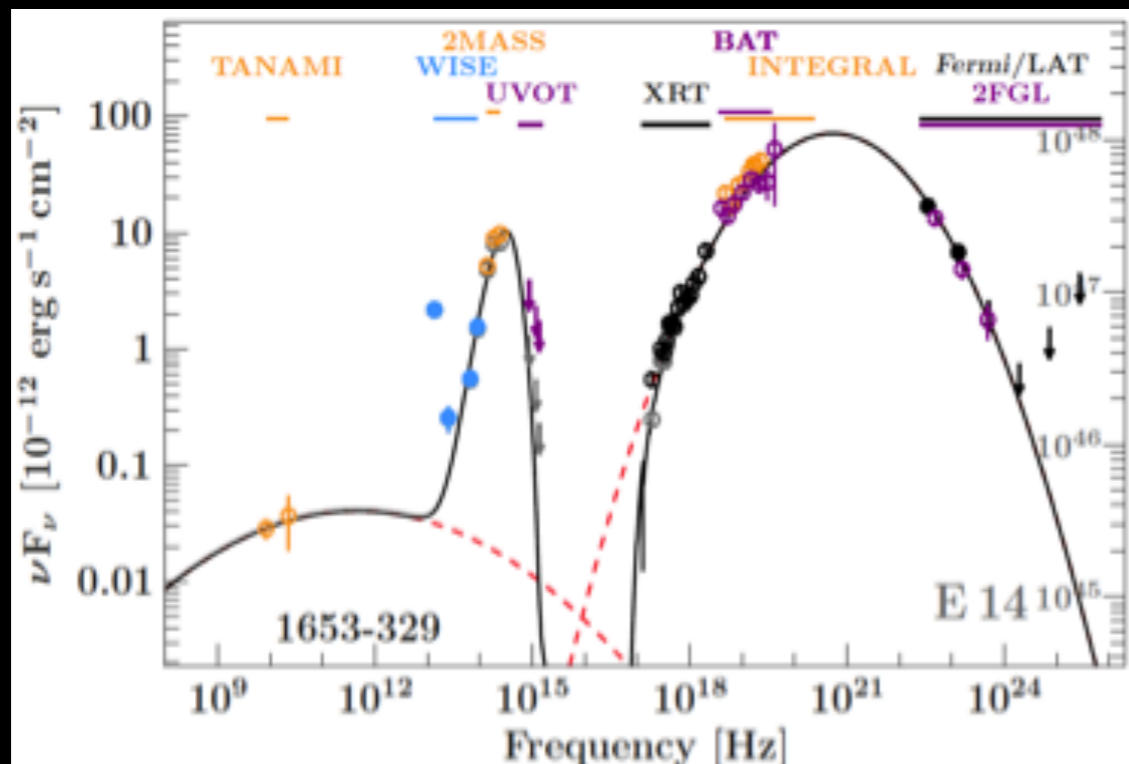 2MASS BAT
TANAMI WISE INTEGRAL Fermi/LAT
UVOT XRT 2FGL
100
10
1
0.1
0.01
νFν [10⁻¹² erg s⁻¹ cm⁻²]
10⁴⁸
10⁴⁷
10⁴⁶
10⁴⁵
1653-329 E 14
10⁹ 10¹² 10¹⁵ 10¹⁸ 10²¹ 10²⁴
Frequency [Hz]